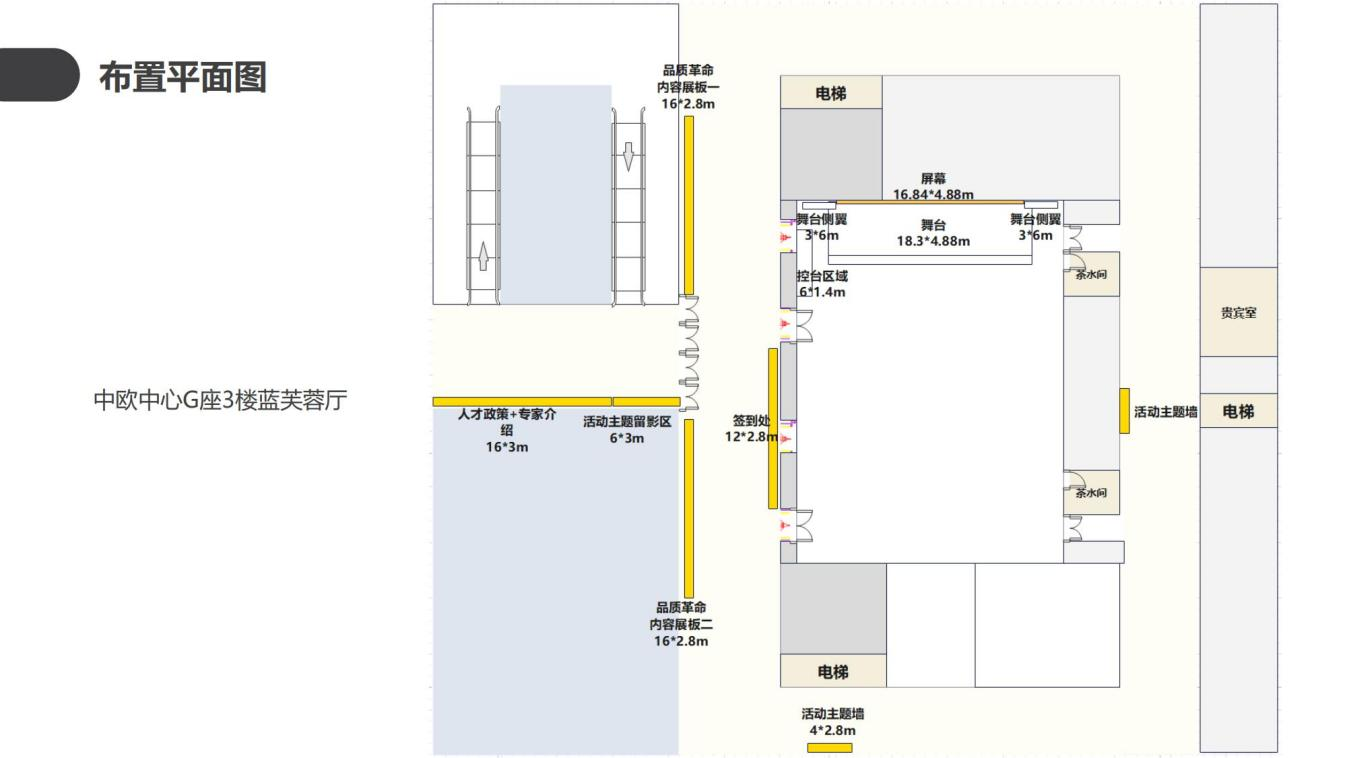 布置平面图
中欧中心G座3楼蓝芙蓉厅
品质革命
内容展板一
16*2.8m
电梯
屏幕
16.84*4.88m
舞台侧翼
3*6m
舞台
18.3*4.88m
舞台侧翼
3*6m
控台区域
6*1.4m
茶水间
贵宾室
人才政策+专家介
绍
16*3m
活动主题留影区
6*3m
签到处
12*2.8m
活动主题墙
电梯
茶水间
品质革命
内容展板二
16*2.8m
电梯
活动主题墙
4*2.8m